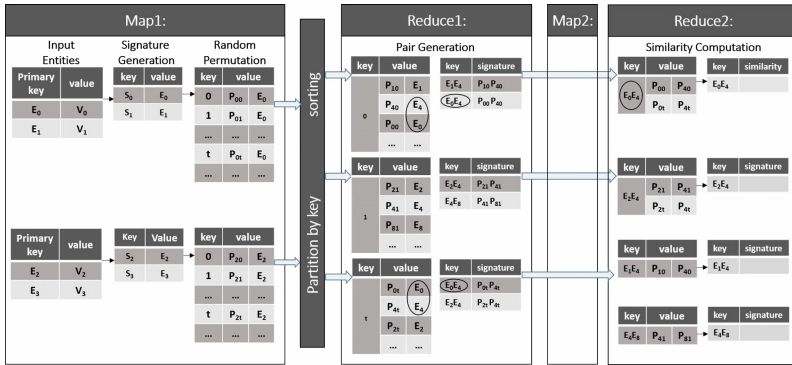 Map1:
Input Entities
Signature Generation
Random Permutation
Primary key value
E0 V0
E1 V1
key value
S0 E0
S1 E1
key value
0 P00 E0
1 P01 E0
... ... ...
t P0t E0
... ... ...
Primary key value
E2 V2
E3 V3
Key value
S2 E2
S3 E3
key value
0 P20 E2
1 P21 E2
... ... ...
t P2t E2
... ... ...
Partition by key sorting
Reduce1:
Pair Generation
key value
0
P10 E1
P40 E4
P00 E0
... ...
key signature
E1E4 P10 P40
E0E4 P00 P40
key value
1
P21 E2
P41 E4
P81 E8
... ...
key signature
E2E4 P21 P41
E4E8 P41 P81
key value
t
P0t E0
P4t E4
P2t E2
... ...
key signature
E0E4 P0t P4t
E2E4 P2t P4t
Map2:
Reduce2:
Similarity Computation
key value
E0E4
P00 P40
P0t P4t
key similarity
E0E4
key value
E2E4
P21 P41
P2t P4t
key signature
E2E4
key value
E1E4 P10 P40
key signature
E1E4
key value
E4E8 P41 P81
key signature
E4E8